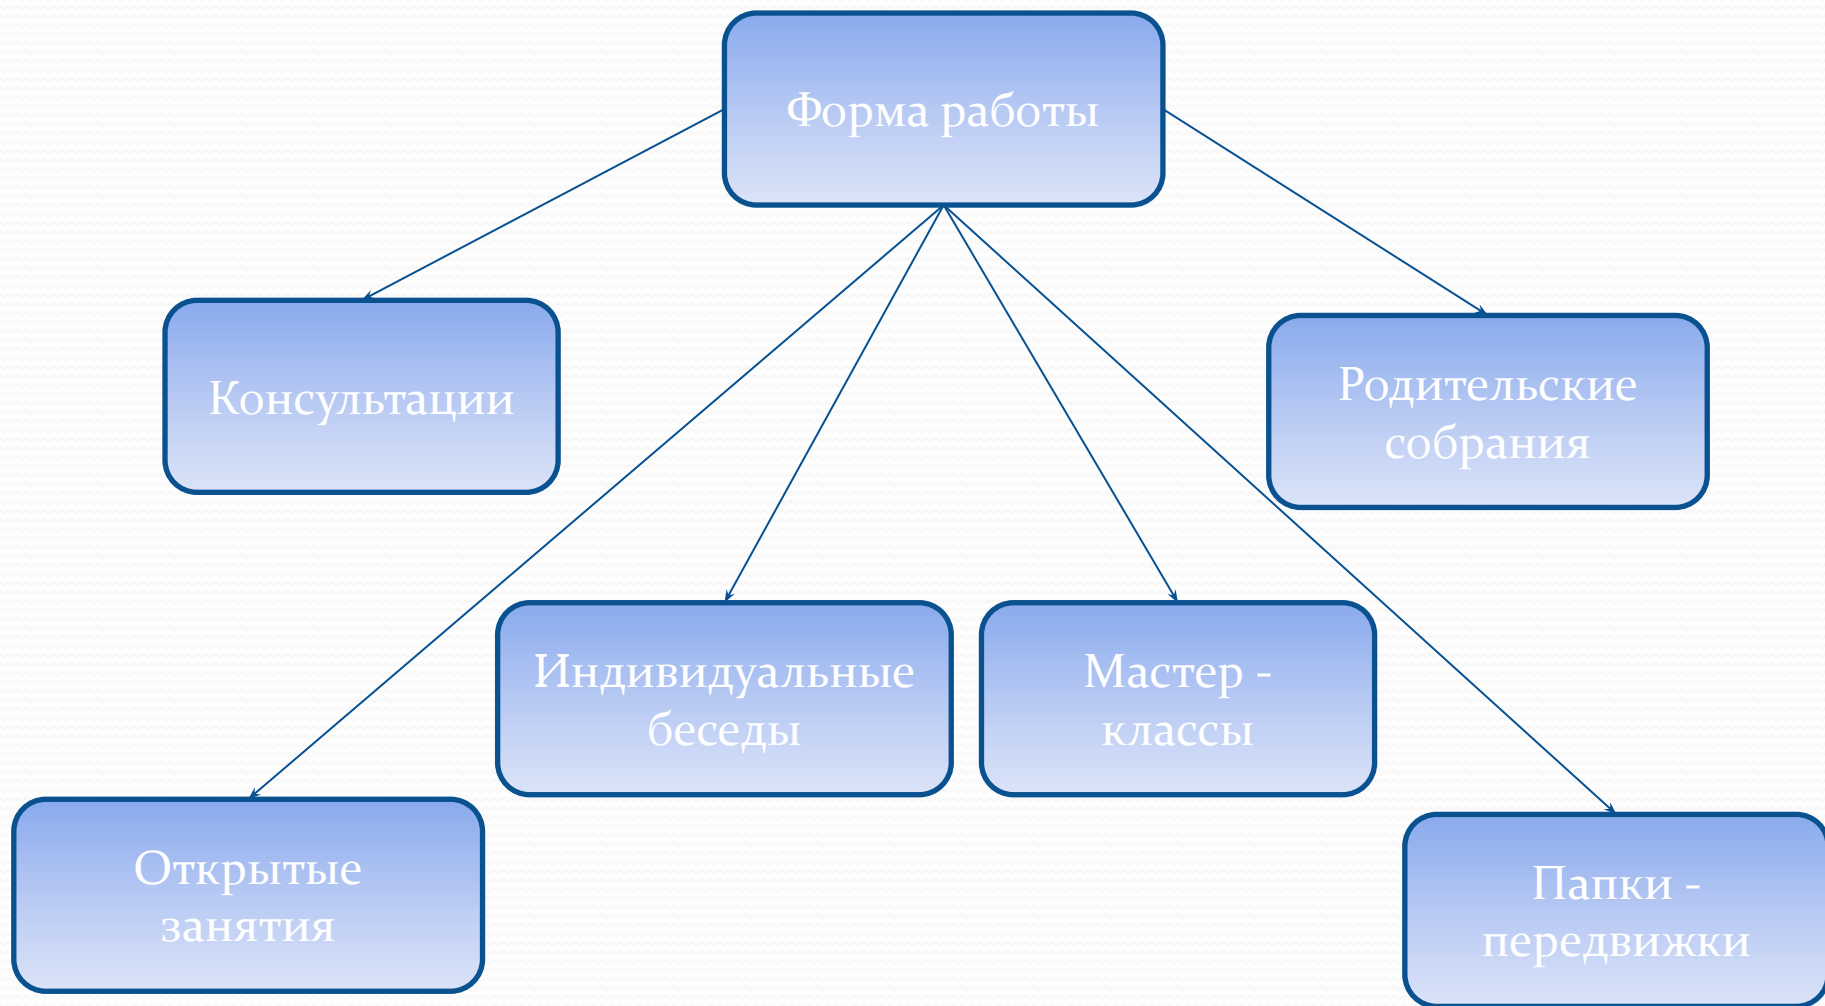 Форма работы
Консультации
Родительские
собрания
Индивидуальные
беседы
Мастер -
классы
Открытые
занятия
Папки -
передвижки